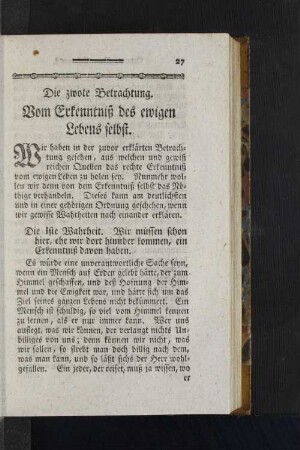 27
Die zwote Betrachtung.
Vom Erkenntniß des ewigen
Lebens selbst.
Wir haben in der zuvor erklärten Betrach-
tung gesehen, aus welchen und gewiß
reichen Quellen das rechte Erkenntniß
vom ewigen Leben zu holen sey. Nunmehr wol-
len wir denn von dem Erkenntniß selbst das Nö-
thige verhandeln. Dieses kann am deutlichsten
und in einer gehörigen Ordnung geschehen, wenn
wir gewisse Wahrheiten nach einander erklären.
Die Iste Wahrheit. Wir müssen schon
hier, ehe wir dort hinüber kommen, ein
Erkenntniß davon haben.
Es würde eine unverantwortliche Sache seyn,
wenn ein Mensch auf Erden gelebt hätte, der zum
Himmel geschaffen, und deß Hofnung der Him-
mel und die Ewigkeit war, und hätte sich um das
Ziel seines gänzen Lebens nicht bekümmert. Ein
Mensch ist schuldig, so viel vom Himmel kennen
zu lernen, als er nur immer kann. Wer uns
auflegt, was wir können, der verlangt nichts Un-
billiges von uns; denn können wir nicht, was
wir sollen, so strebt man doch billig nach dem,
was man kann, und so läßt sichs der Herr wohl-
gefallen. Ein jeder, der reiset, muß ja wissen, wo
er